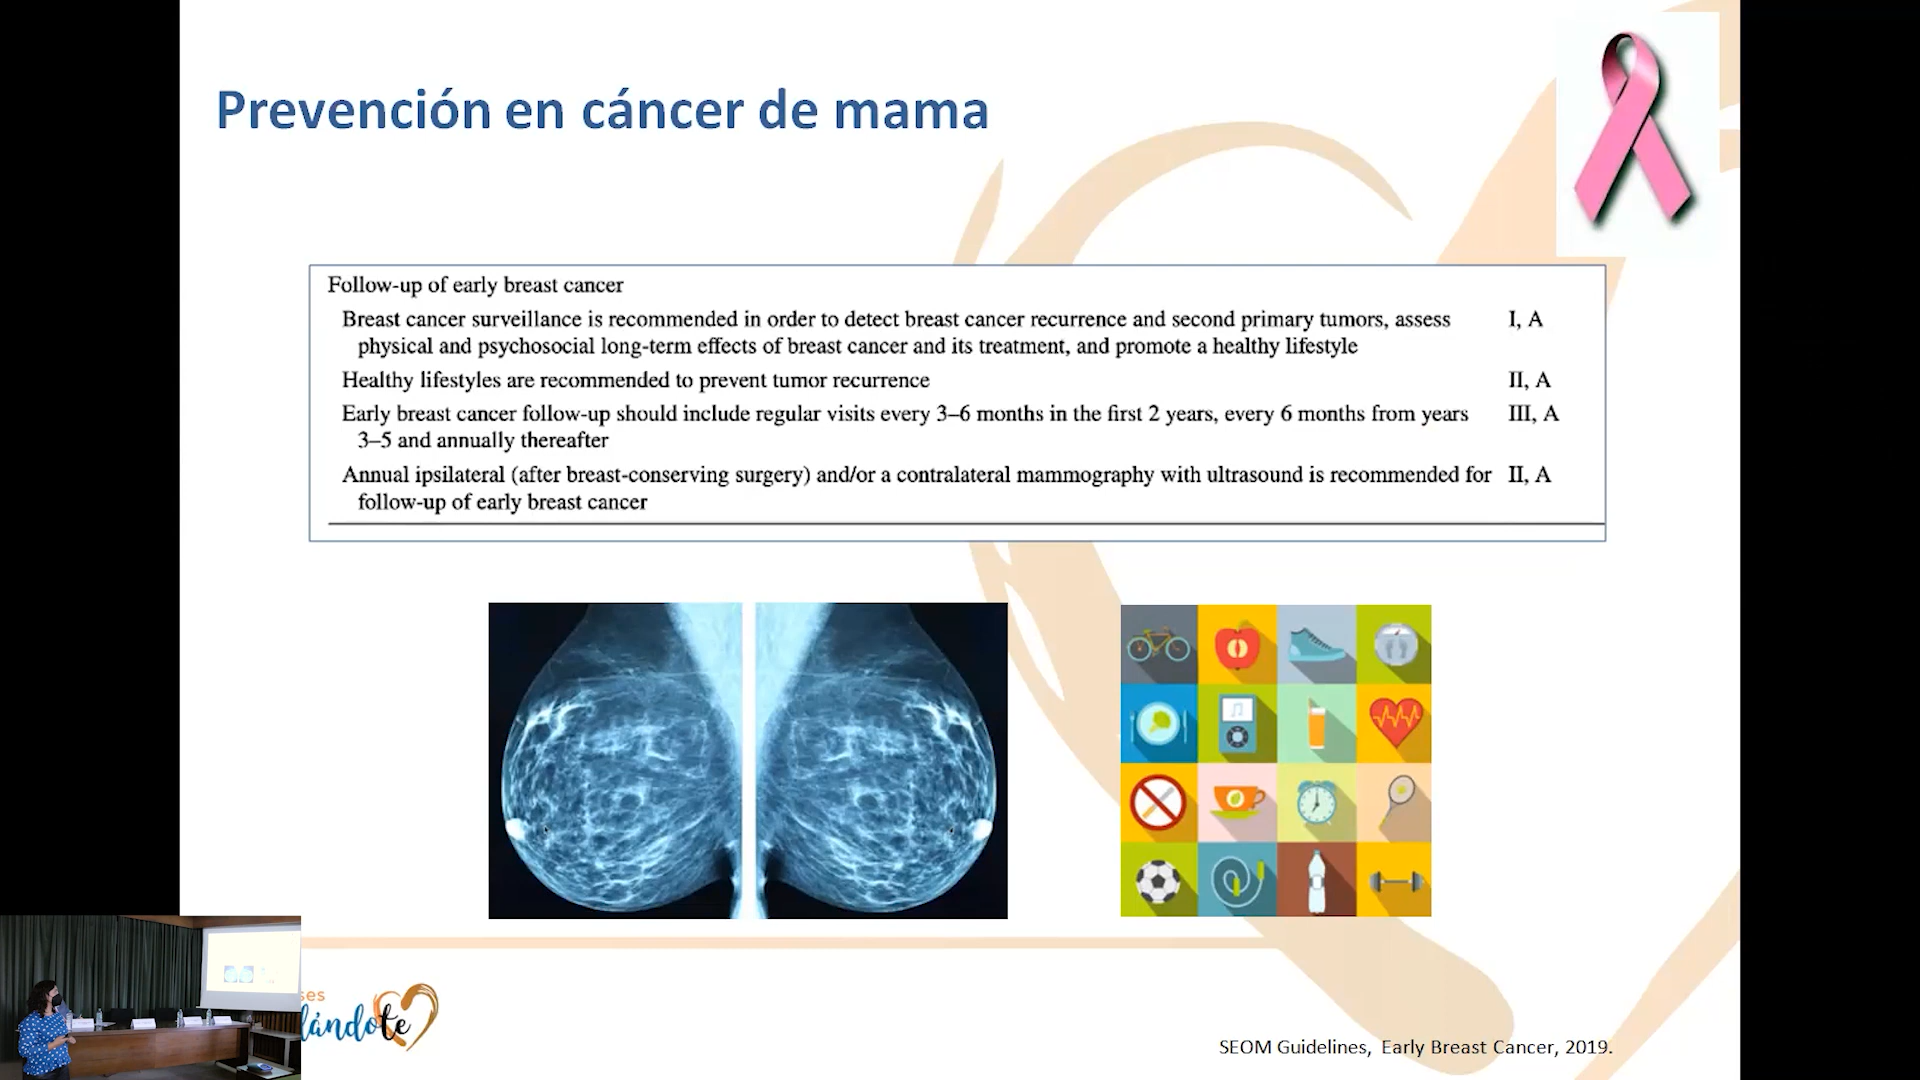 Prevención en cáncer de mama
Follow-up of early breast cancer
Breast cancer surveillance is recommended in order to detect breast cancer recurrence and second primary tumors, assess I, A
physical and psychosocial long-term effects of breast cancer and its treatment, and promote a healthy lifestyle
Healthy lifestyles are recommended to prevent tumor recurrence II, A
Early breast cancer follow-up should include regular visits every 3–6 months in the first 2 years, every 6 months from years III, A
3–5 and annually thereafter
Annual ipsilateral (after breast-conserving surgery) and/or a contralateral mammography with ultrasound is recommended for II, A
follow-up of early breast cancer
ses
lándote
SEOM Guidelines, Early Breast Cancer, 2019.